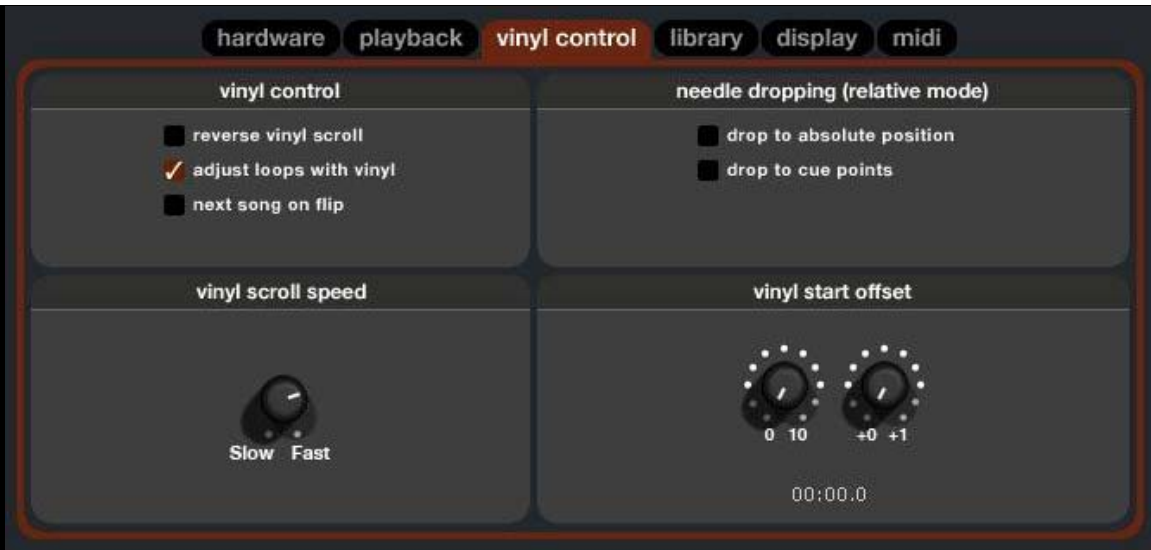 hardware playback vinyl control library display midi
vinyl control
reverse vinyl scroll
adjust loops with vinyl
next song on flip
needle dropping (relative mode)
drop to absolute position
drop to cue points
vinyl scroll speed
Slow Fast
vinyl start offset
0 10 +0 +1
00:00.0